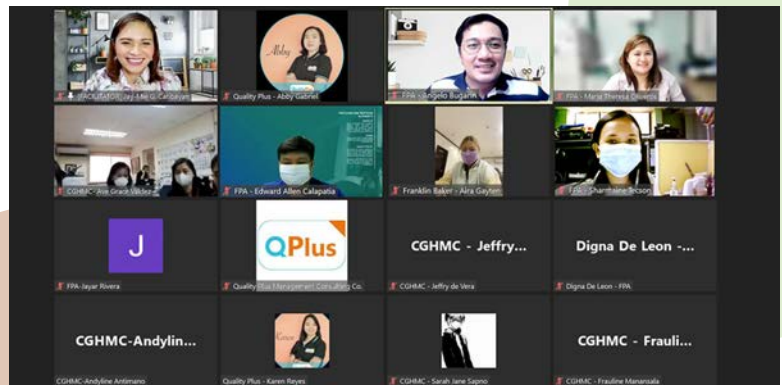 [FACILITATOR] Jay-Mie G. Catbayan
Abby
Quality Plus - Abby Gabriel
FPA - Angelo Bugarin
FPA - Maria Theresa Oliveros
CGHMC- Ave Grace Valdez
FPA - Edward Allen Calapatia
Franklin Baker - Aira Gayten
FPA - Sharmaine Tecson
J
FPA-Jayar Rivera
QPlus
Quality Plus Management Consulting Co.
CGHMC - Jeffry...
CGHMC - Jeffry de Vera
Digna De Leon -...
Digna De Leon - FPA
CGHMC-Andylin...
CGHMC-Andyline Antimano
Karen
Quality Plus - Karen Reyes
CGHMC - Sarah Jane Sapno
CGHMC - Frauli...
CGHMC - Frauline Manansala